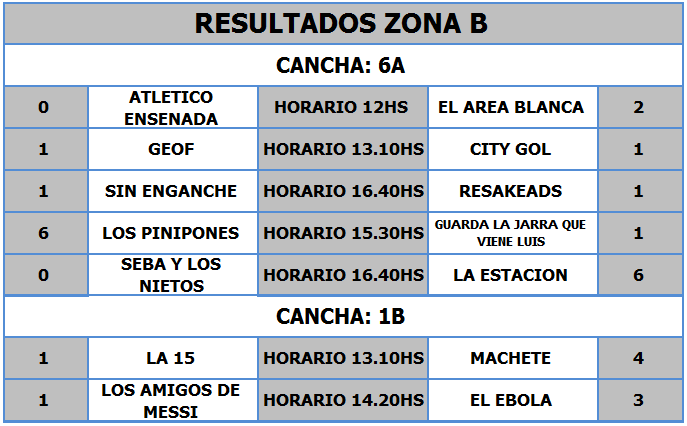 RESULTADOS ZONA B
CANCHA: 6A
0 ATLETICO ENSENADA HORARIO 12HS EL AREA BLANCA 2
1 GEOF HORARIO 13.10HS CITY GOL 1
1 SIN ENGANCHE HORARIO 16.40HS RESAKEADS 1
6 LOS PINIPONES HORARIO 15.30HS GUARDA LA JARRA QUE VIENE LUIS 1
0 SEBA Y LOS NIETOS HORARIO 16.40HS LA ESTACION 6
CANCHA: 1B
1 LA 15 HORARIO 13.10HS MACHETE 4
1 LOS AMIGOS DE MESSI HORARIO 14.20HS EL EBOLA 3